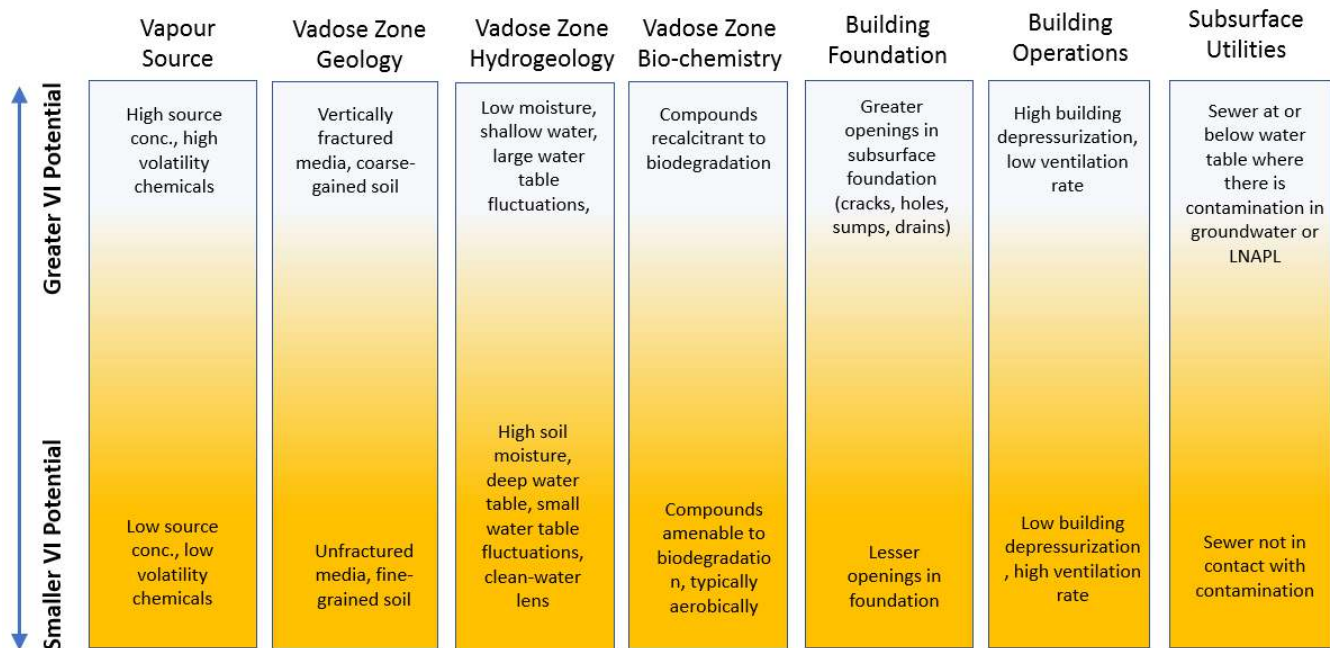 Vapour
Source
Vadose Zone
Geology
Vadose Zone
Hydrogeology
Vadose Zone
Bio-chemistry
Building
Foundation
Building
Operations
Subsurface
Utilities
Greater VI Potential
Smaller VI Potential
High source
conc., high
volatility
chemicals
Vertically
fractured
media, coarse-
gained soil
Low moisture,
shallow water,
large water
table
fluctuations,
Compounds
recalcitrant to
biodegradation
Greater
openings in
subsurface
foundation
(cracks, holes,
sumps, drains)
High building
depressurization,
low ventilation
rate
Sewer at or
below water
table where
there is
contamination in
groundwater or
LNAPL
Low source
conc., low
volatility
chemicals
Unfractured
media, fine-
grained soil
High soil
moisture,
deep water
table, small
water table
fluctuations,
clean-water
lens
Compounds
amenable to
biodegradatio
n, typically
aerobically
Lesser
openings in
foundation
Low building
depressurization
, high ventilation
rate
Sewer not in
contact with
contamination